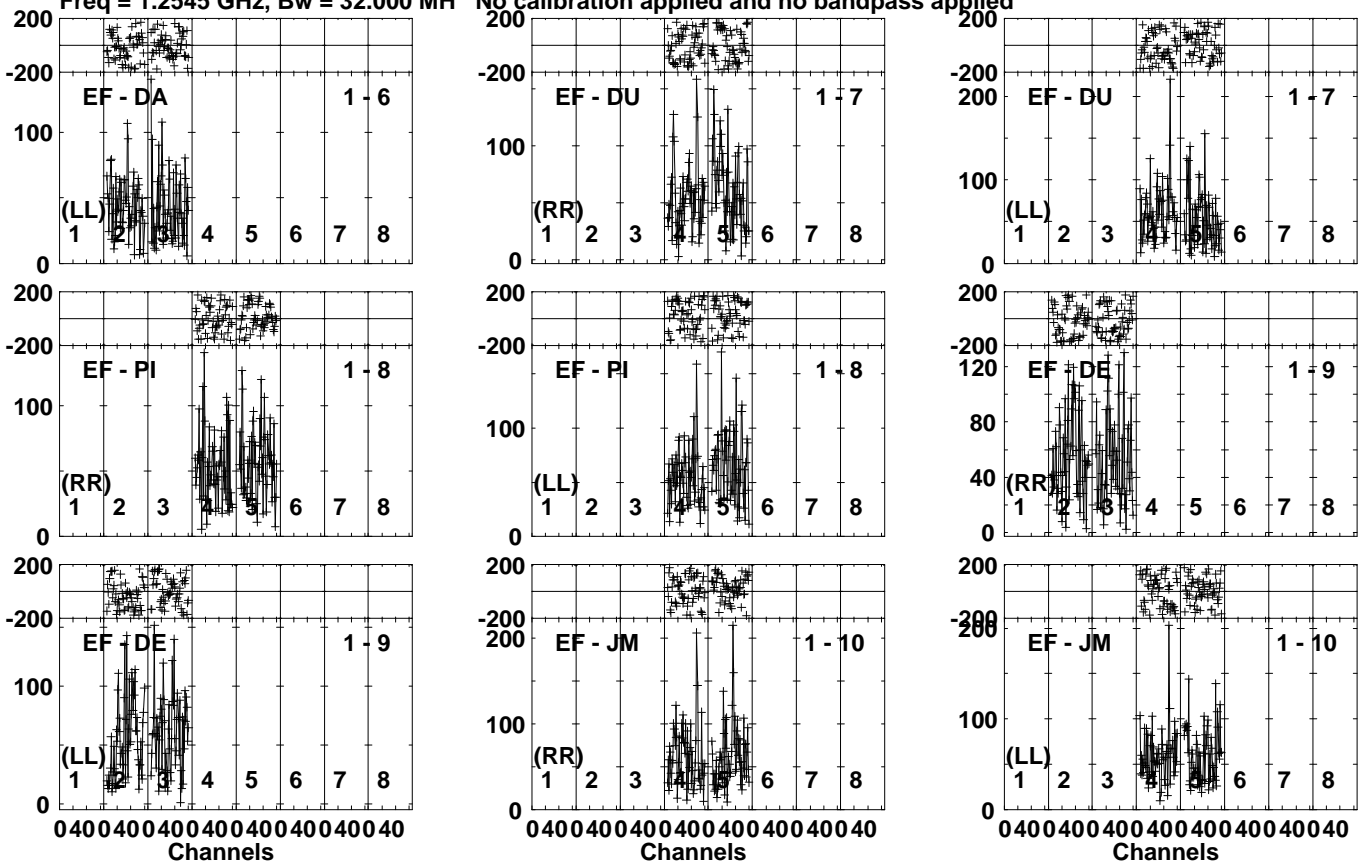 Freq = 1.2545 GHz, Bw = 32.000 MH No calibration applied and no bandpass applied
200 200 200
-200 -200 -200
EF - DA 1 - 6 EF - DU 1 - 7 EF - DU 1 - 7
200
100 100 100
(LL) (RR) (LL)
1 2 3 4 5 6 7 8 1 2 3 4 5 6 7 8 1 2 3 4 5 6 7 8
0 0 0
200 200 200
-200 -200 -200
EF - PI 1 - 8 EF - PI 1 - 8 EF - DE 1 - 9
120
100 100 80
40
(RR) (LL) (RR)
1 2 3 4 5 6 7 8 1 2 3 4 5 6 7 8 1 2 3 4 5 6 7 8
0 0 0
200 200 200
-200 -200 -200
EF - DE 1 - 9 EF - JM 1 - 10 EF - JM 1 - 10
200 200
100 100 100
(LL) (RR) (LL)
1 2 3 4 5 6 7 8 1 2 3 4 5 6 7 8 1 2 3 4 5 6 7 8
0 0 0
0 40 0 40 0 40 0 40 0 40 0 40 0 40 0 40 0 40 0 40 0 40 0 40 0 40 0 40 0 40 0 40 0 40 0 40 0 40 0 40 0 40 0 40 0 40 0 40
Channels Channels Channels